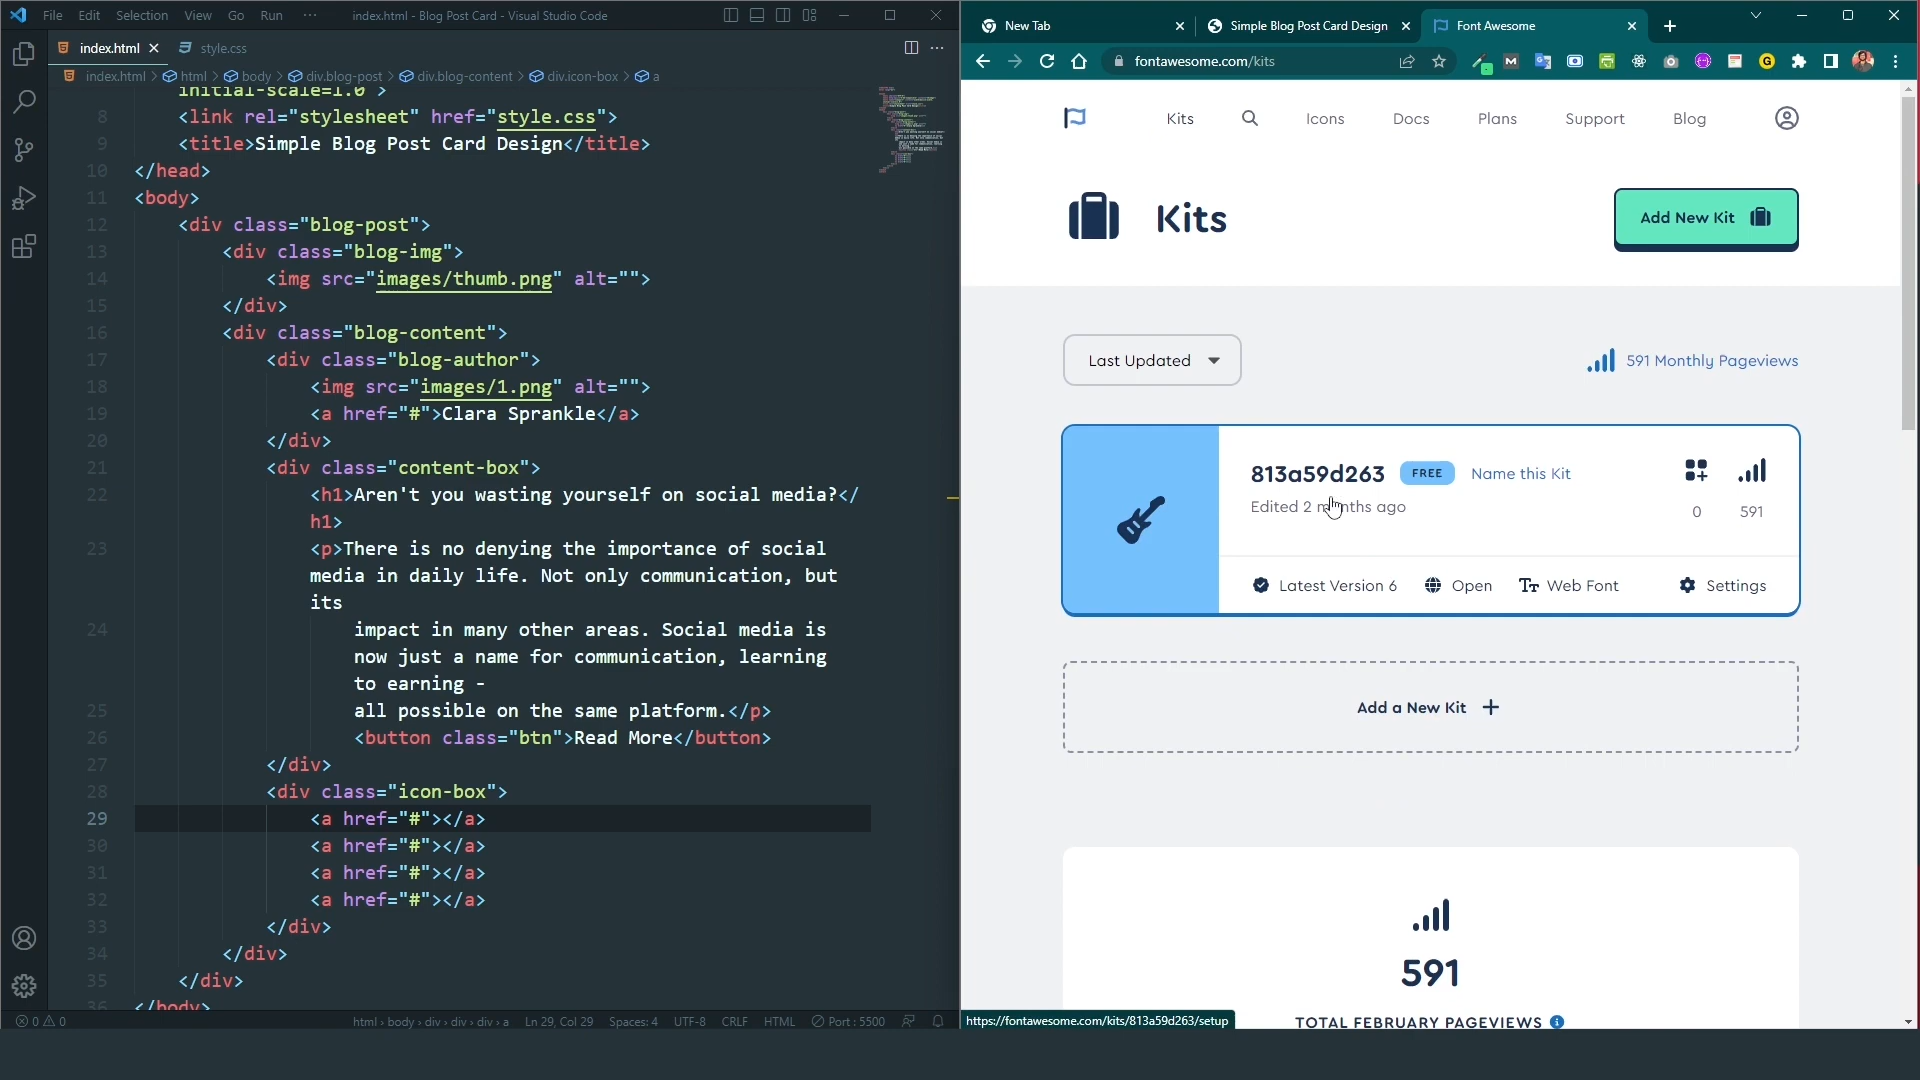 File Edit Selection View Go Run ··· index.html - Blog Post Card - Visual Studio Code
index.html style.css
index.html > html > body > div.blog-post > div.blog-content > div.icon-box > a
initial-scale=1.0">
8 <link rel="stylesheet" href="style.css">
9 <title>Simple Blog Post Card Design</title>
10 </head>
11 <body>
12 <div class="blog-post">
13 <div class="blog-img">
14 <img src="images/thumb.png" alt="">
15 </div>
16 <div class="blog-content">
17 <div class="blog-author">
18 <img src="images/1.png" alt="">
19 <a href="#">Clara Sprankle</a>
20 </div>
21 <div class="content-box">
22 <h1>Aren't you wasting yourself on social media?</
h1>
23 <p>There is no denying the importance of social
media in daily life. Not only communication, but
its
24 impact in many other areas. Social media is
now just a name for communication, learning
to earning -
25 all possible on the same platform.</p>
26 <button class="btn">Read More</button>
27 </div>
28 <div class="icon-box">
29 <a href="#"></a>
30 <a href="#"></a>
31 <a href="#"></a>
32 <a href="#"></a>
33 </div>
34 </div>
35 </div>
36 </body>
0 0 html > body > div > div > div > a Ln 29, Col 29 Spaces: 4 UTF-8 CRLF HTML Port : 5500
New Tab Simple Blog Post Card Design Font Awesome
fontawesome.com/kits
Kits Icons Docs Plans Support Blog
Kits
Add New Kit
Last Updated
591 Monthly Pageviews
813a59d263 FREE Name this Kit
Edited 2 months ago
0 591
Latest Version 6 Open Web Font Settings
Add a New Kit
591
TOTAL FEBRUARY PAGEVIEWS
https://fontawesome.com/kits/813a59d263/setup